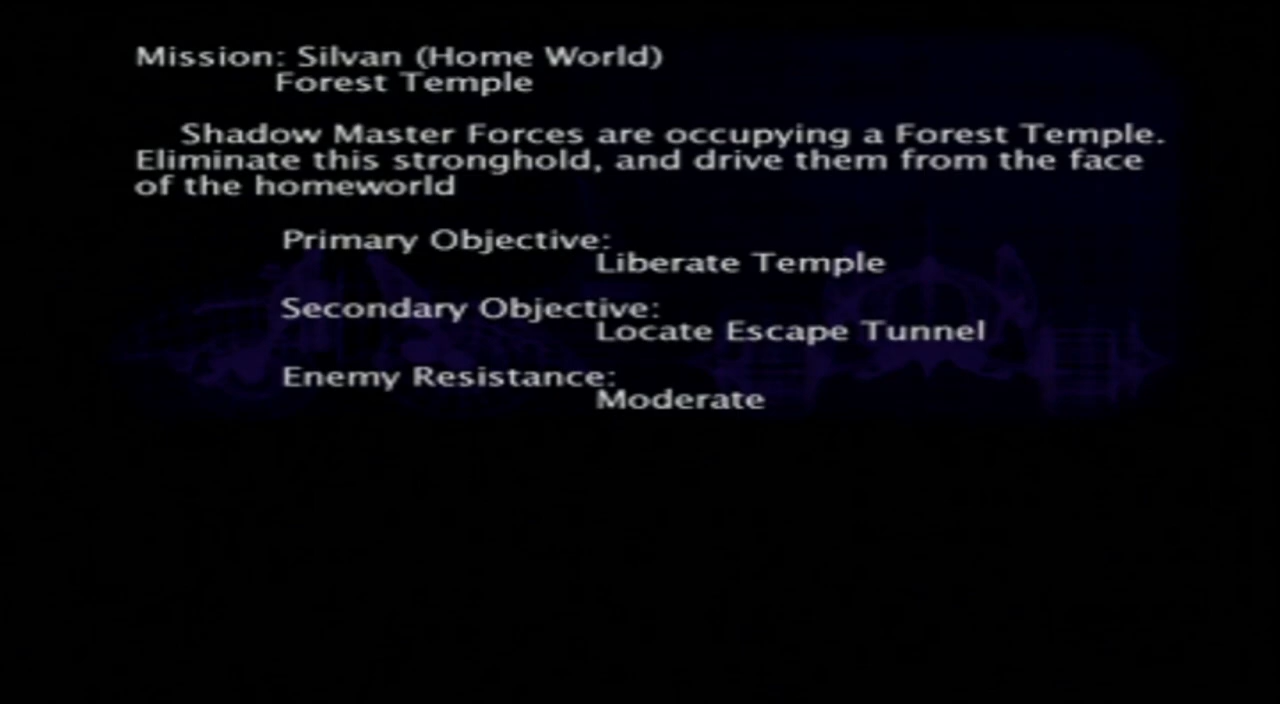 Mission: Silvan (Home World)
Forest Temple
Shadow Master Forces are occupying a Forest Temple.
Eliminate this stronghold, and drive them from the face
of the homeworld
Primary Objective:
Liberate Temple
Secondary Objective:
Locate Escape Tunnel
Enemy Resistance:
Moderate